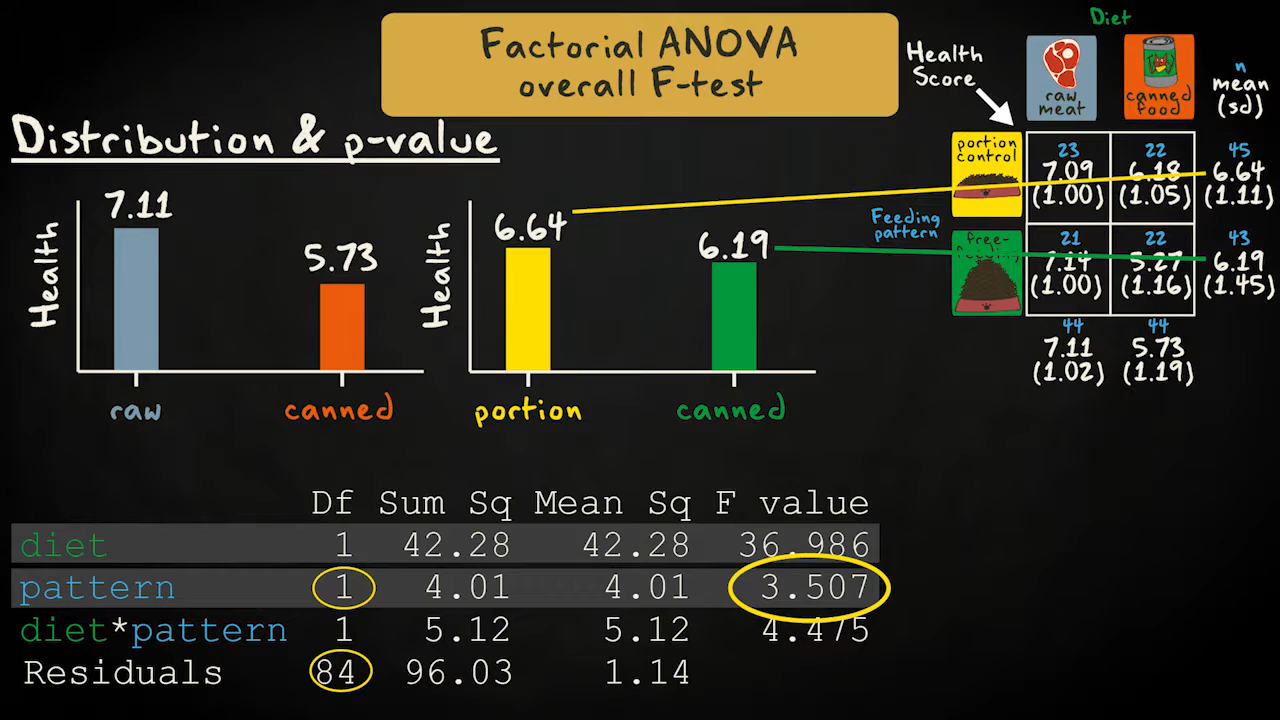 Factorial ANOVA
overall F-test
Distribution & p-value
Health
7.11
5.73
raw
canned
Health
6.64
6.19
portion
canned
Diet
Health
Score
raw
meat
canned
food
n
mean
(sd)
portion
control
23
7.09
(1.00)
22
6.18
(1.05)
45
6.64
(1.11)
Feeding
pattern
free-
feeding
21
7.14
(1.00)
22
5.27
(1.16)
43
6.19
(1.45)
44
7.11
(1.02)
44
5.73
(1.19)
Df Sum Sq Mean Sq F value
diet 1 42.28 42.28 36.986
pattern 1 4.01 4.01 3.507
diet*pattern 1 5.12 5.12 4.475
Residuals 84 96.03 1.14